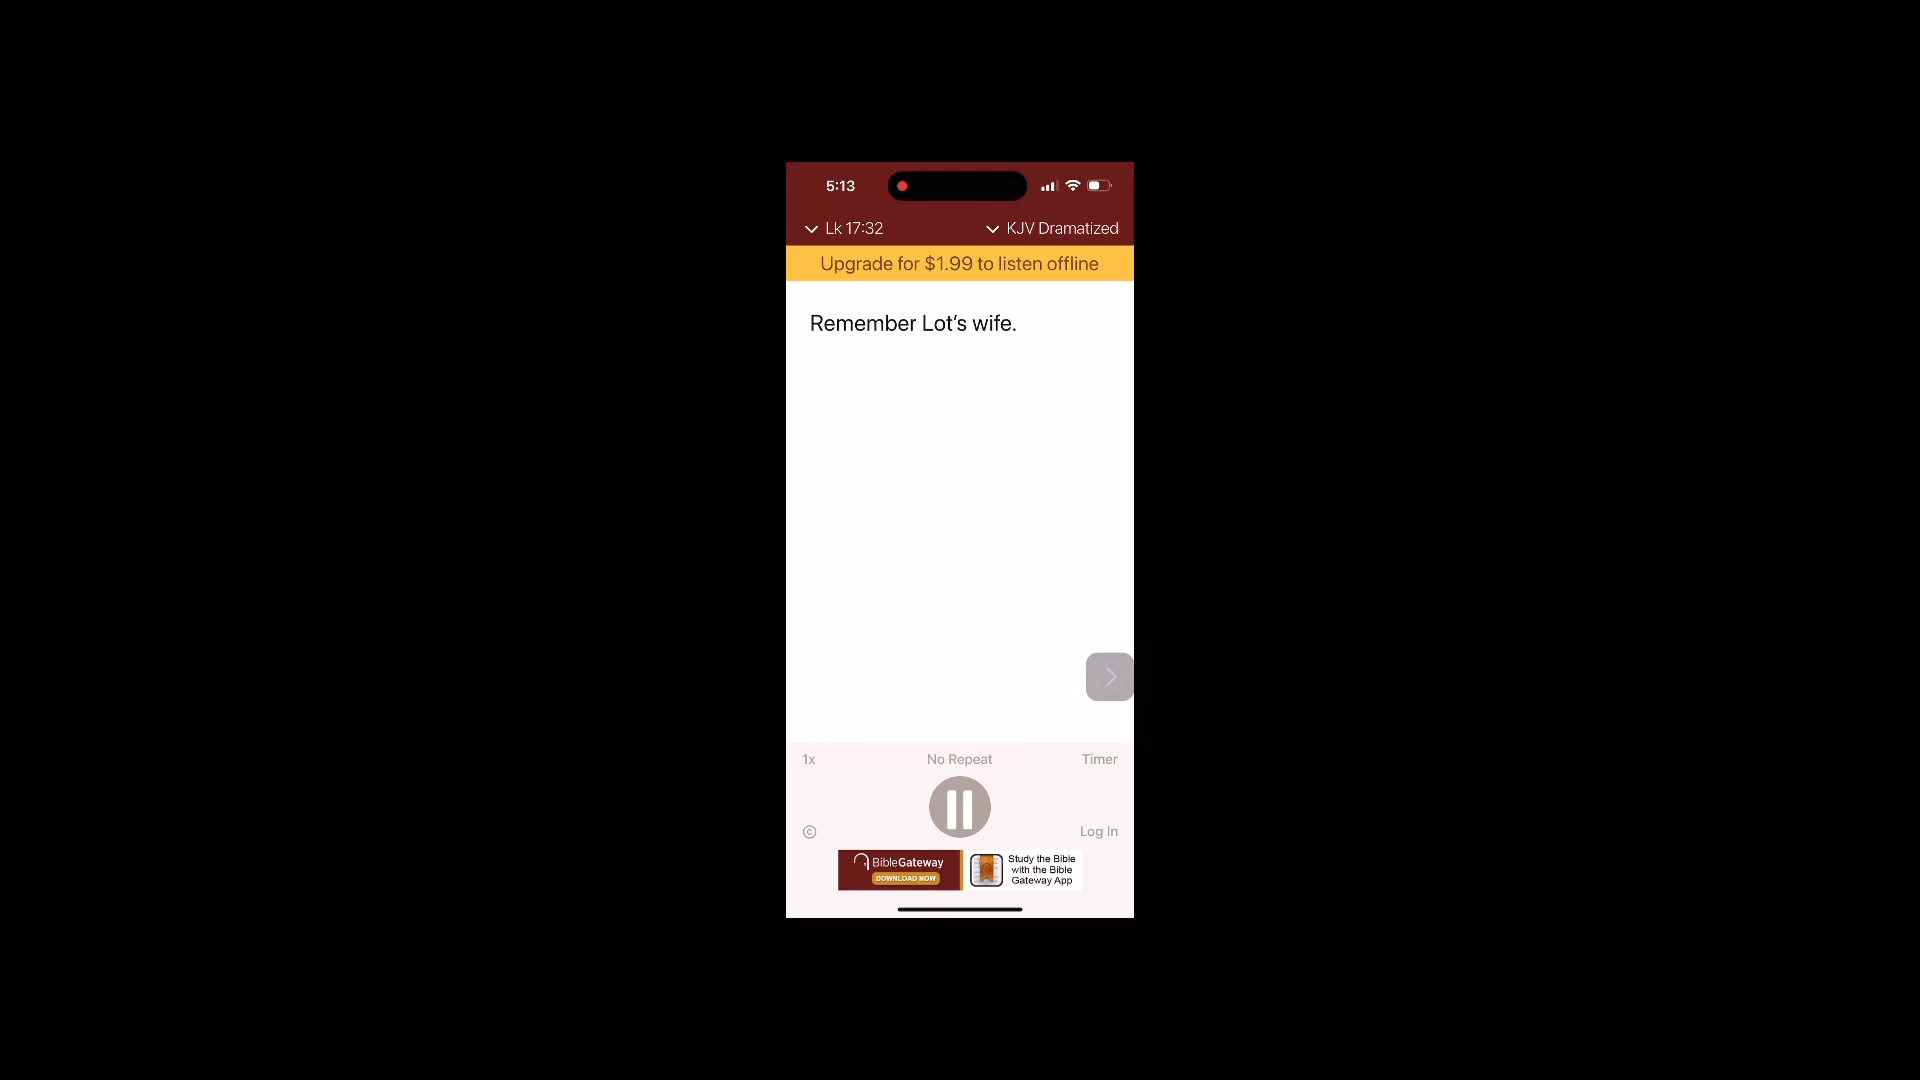 5:13
Lk 17:32
KJV Dramatized
Upgrade for $1.99 to listen offline
Remember Lot’s wife.
1x
No Repeat
Timer
©
Log In
BibleGateway
DOWNLOAD NOW
Study the Bible
with the Bible
Gateway App